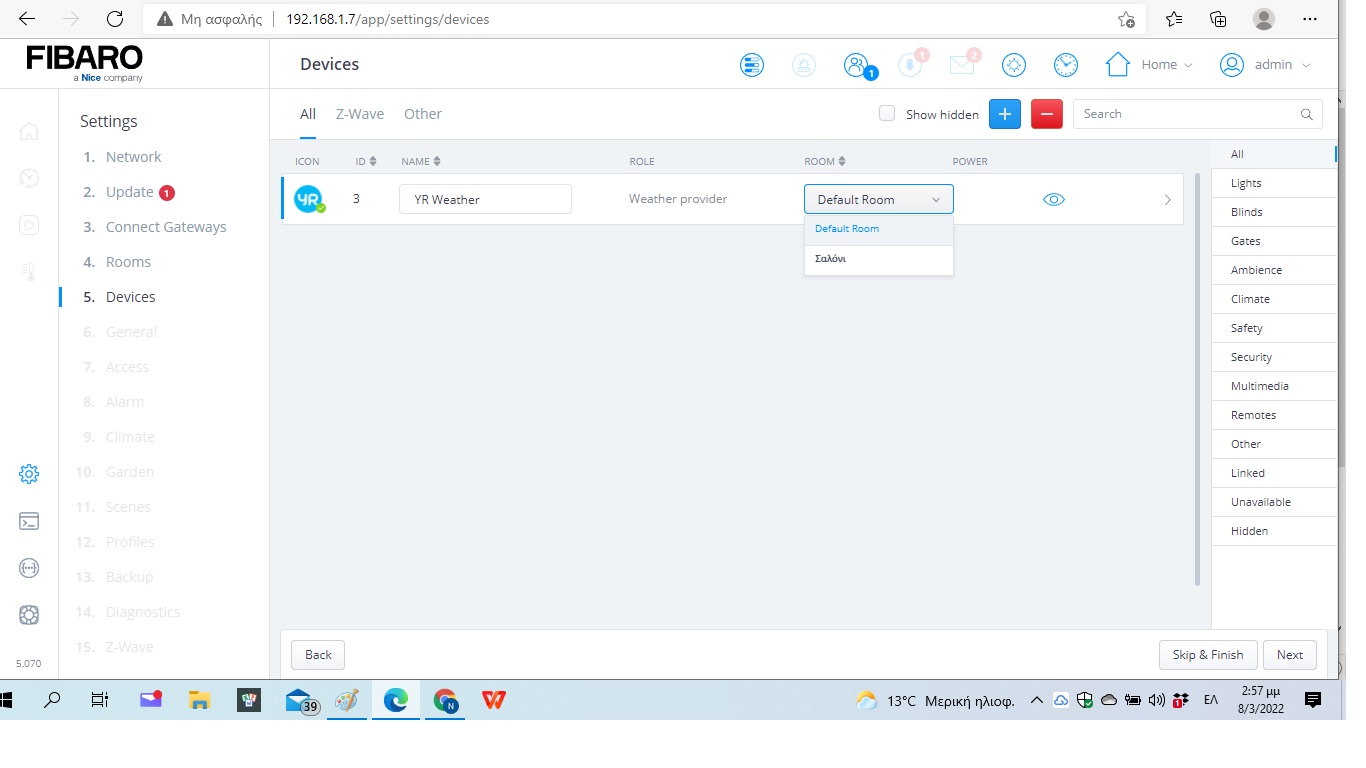 Μη ασφαλής 192.168.1.7/app/settings/devices
FIBARO
a Nice company
Devices
1
1
2
Home
admin
Settings
1. Network
2. Update 1
3. Connect Gateways
4. Rooms
5. Devices
6. General
7. Access
8. Alarm
9. Climate
10. Garden
11. Scenes
12. Profiles
13. Backup
14. Diagnostics
15. Z-Wave
5.070
All Z-Wave Other
Show hidden
+
−
Search
ICON ID NAME ROLE ROOM POWER
YR 3 YR Weather Weather provider Default Room
Default Room
Σαλόνι
All
Lights
Blinds
Gates
Ambience
Climate
Safety
Security
Multimedia
Remotes
Other
Linked
Unavailable
Hidden
Back
Skip & Finish
Next
39
N
W
13°C Μερική ηλιοφ.
1
ΕΛ
2:57 μμ
8/3/2022